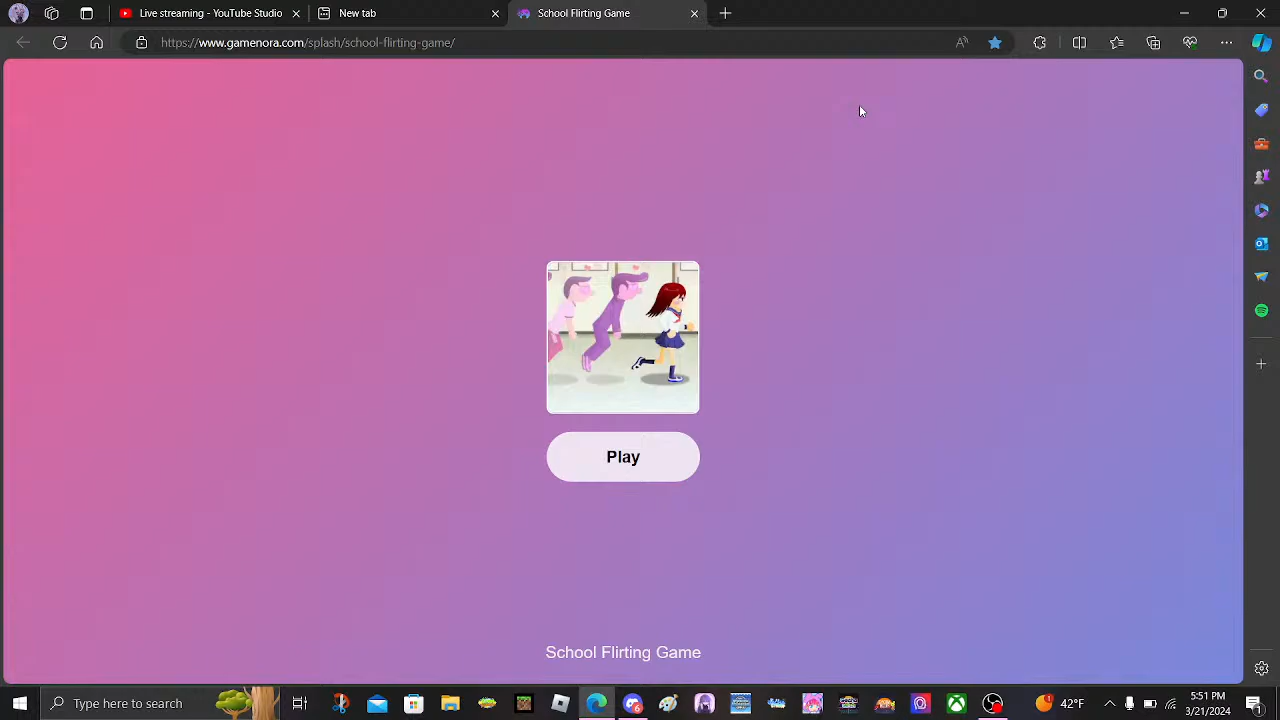 Live streaming - YouTube Studio
New tab
School Flirting Game
https://www.gamenora.com/splash/school-flirting-game/
Play
School Flirting Game
Type here to search
42°F
5:51 PM
3/21/2024